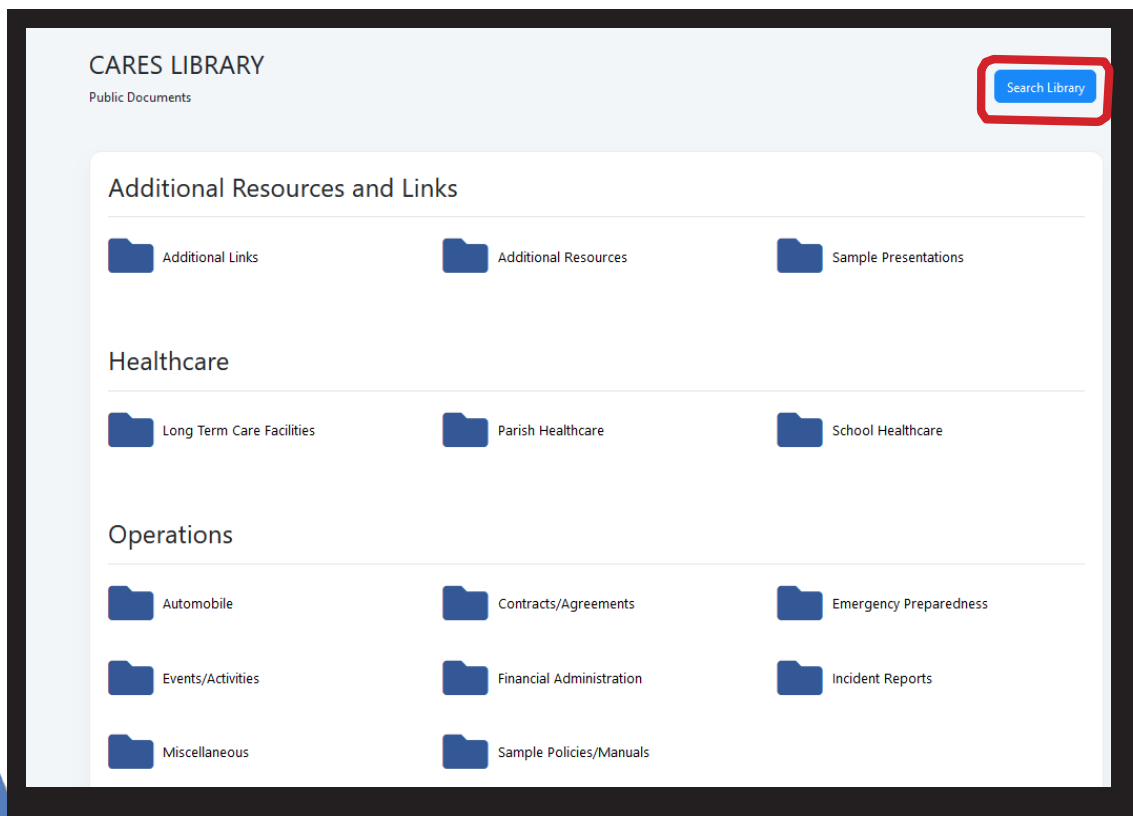 CARES LIBRARY
Public Documents
Search Library
Additional Resources and Links
Additional Links
Additional Resources
Sample Presentations
Healthcare
Long Term Care Facilities
Parish Healthcare
School Healthcare
Operations
Automobile
Contracts/Agreements
Emergency Preparedness
Events/Activities
Financial Administration
Incident Reports
Miscellaneous
Sample Policies/Manuals